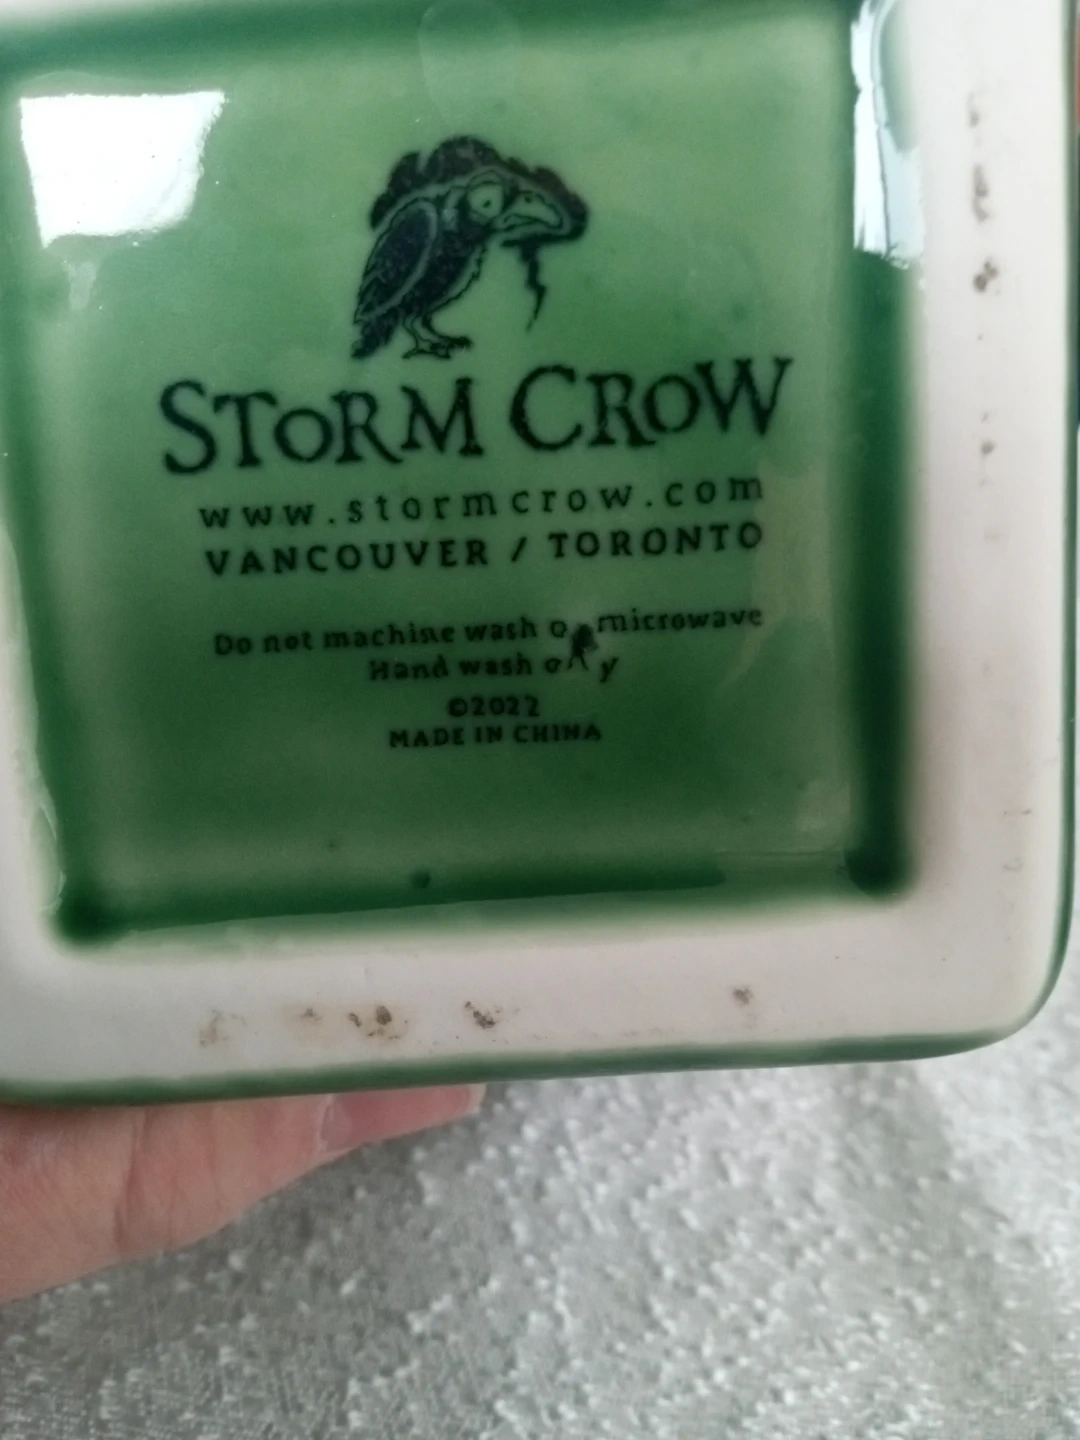 STORM CROW
www.stormcrow.com
VANCOUVER / TORONTO
Do not machine wash microwave
Hand wash
©2022
MADE IN CHINA